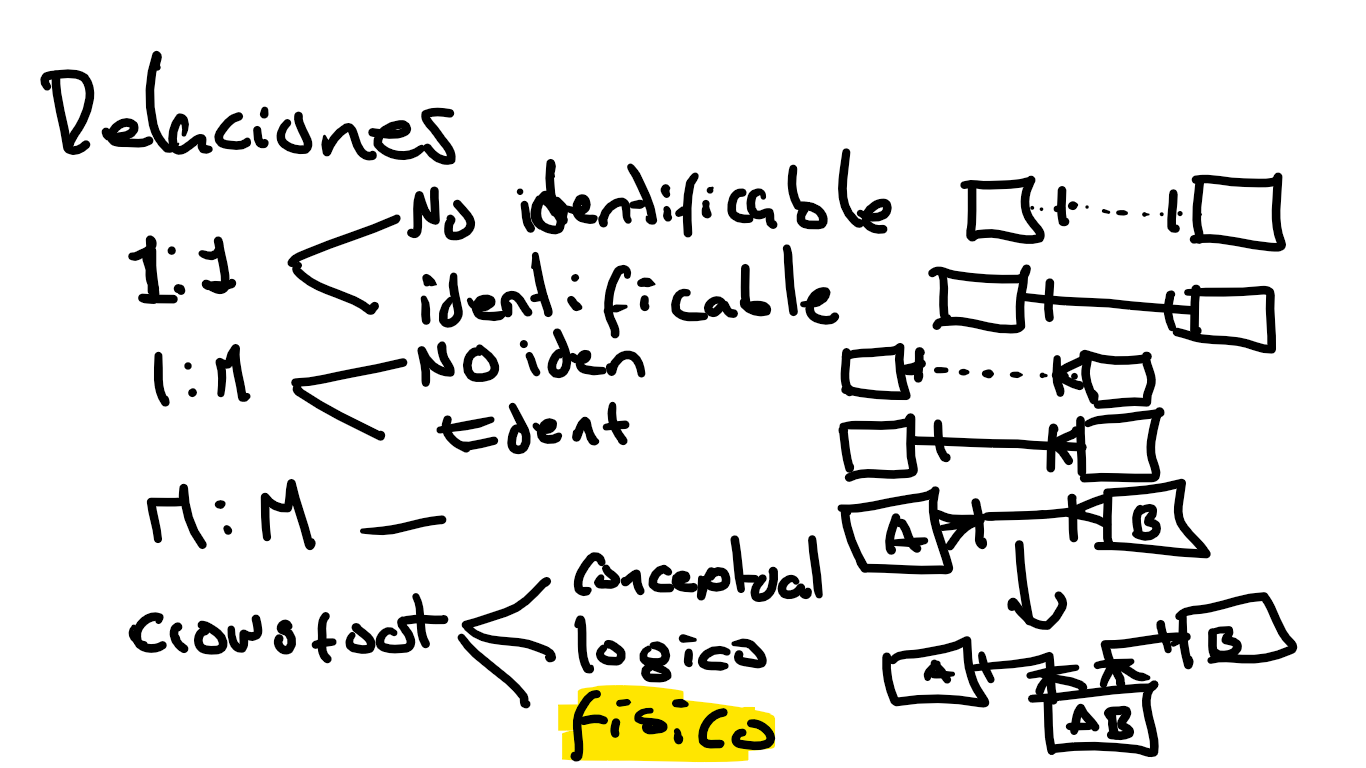 Relaciones
1:1 No identificable
identificable
1:M No iden
Ident
M:M —
A B
crowsfoot conceptual
logico
fisico
A B
AB